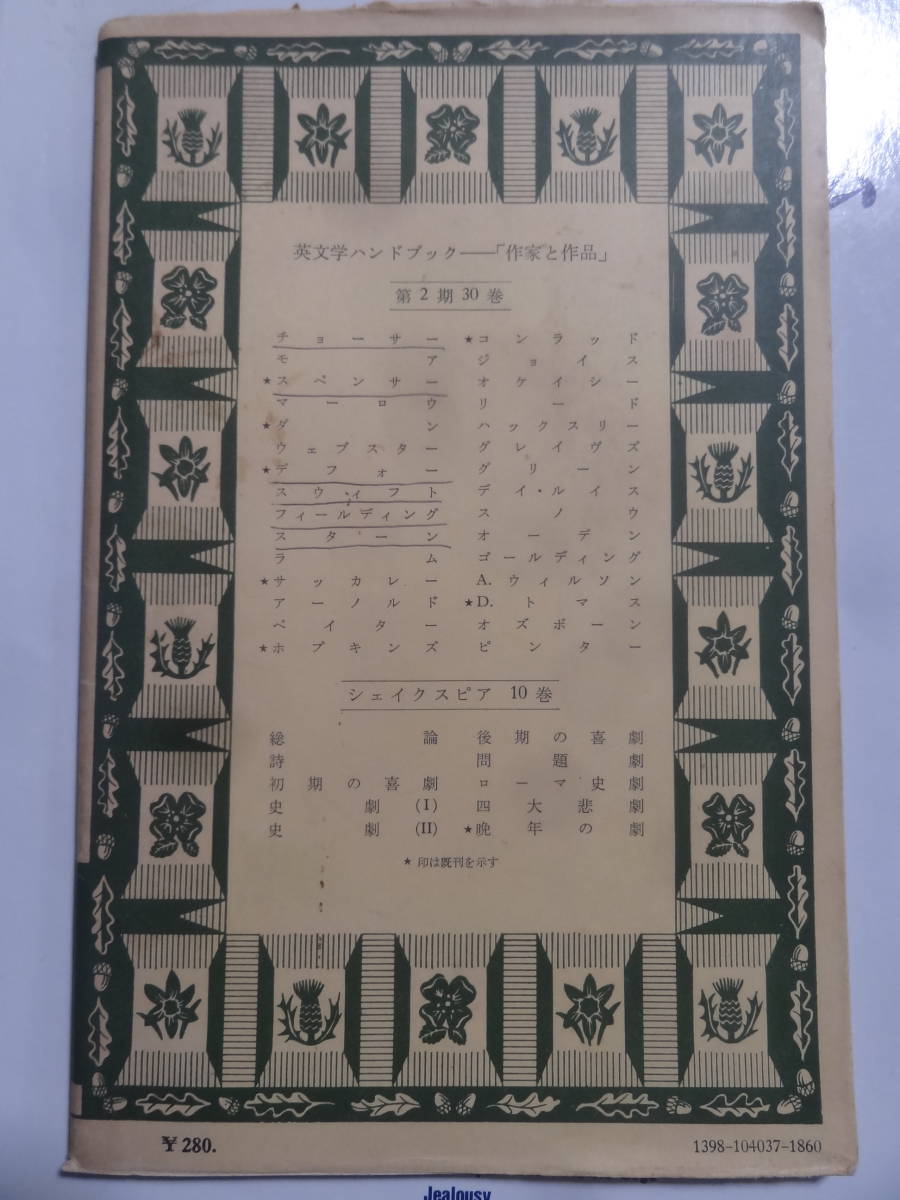 英文学ハンドブック——「作家と作品」
第2期30巻
チョーサー
モア
★スペンサー
マーロウ
★ダン
ウェブスター
★デフォー
スウィフト
フィールディング
スターン
ラム
★サッカレー
アーノルド
ペイター
★ホプキンズ
★コンラッド
ジョイス
オケイシー
リード
ハックスリー
グレイヴズ
グリーン
デイ・ルイス
スノウ
オーデン
ゴールディング
A. ウィルソン
★D. トマス
オズボーン
ピンター
シェイクスピア 10巻
総論
詩
初期の喜劇
史劇(I)
史劇(II)
後期の喜劇
問題劇
ローマ史劇
四大悲劇
★晩年の劇
★印は既刊を示す
¥280.
1398-104037-1860
Jealousy